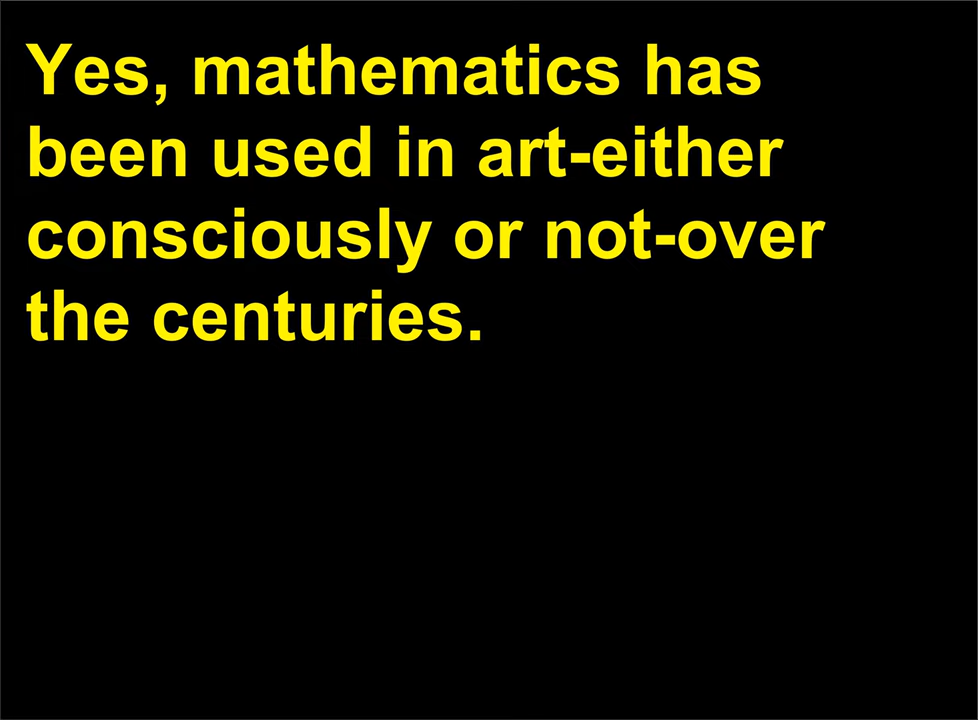 Yes, mathematics has
been used in art-either
consciously or not-over
the centuries.